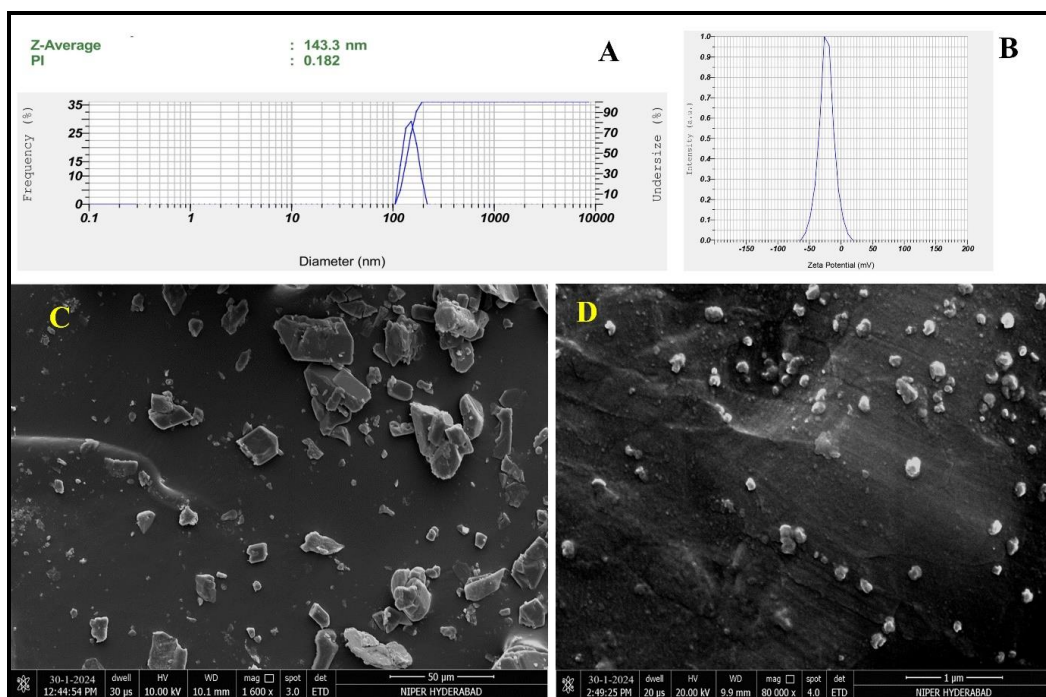 Z-Average : 143.3 nm
PI : 0.182
A
Frequency (%)
35
25
15
10
0
90
70
50
30
10
Undersize (%)
0.1 1 10 100 1000 10000
Diameter (nm)
B
Intensity (a.u.)
1.0
0.9
0.8
0.7
0.6
0.5
0.4
0.3
0.2
0.1
0.0
-150 -100 -50 0 50 100 150 200
Zeta Potential (mV)
C
30-1-2024 dwell HV WD mag spot det 50 µm
12:44:54 PM 30 µs 10.00 kV 10.1 mm 1 600 x 3.0 ETD NIPER HYDERABAD
D
30-1-2024 dwell HV WD mag spot det 1 µm
2:49:25 PM 20 µs 20.00 kV 9.9 mm 80 000 x 4.0 ETD NIPER HYDERABAD